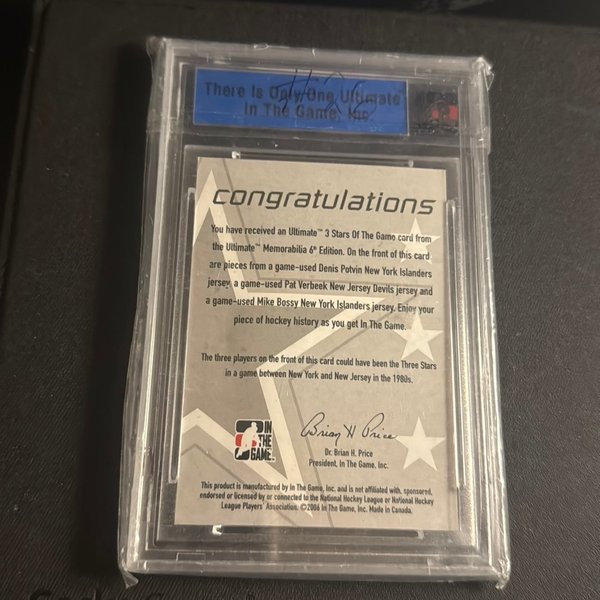 There Is Only One Ultimate
In The Game, Inc.
congratulations
You have received an Ultimate™ 3 Stars Of The Game card from
the Ultimate™ Memorabilia 6th Edition. On the front of this card
are pieces from a game-used Denis Potvin New York Islanders
jersey, a game-used Pat Verbeek New Jersey Devils jersey and
a game-used Mike Bossy New York Islanders jersey. Enjoy your
piece of hockey history as you get In The Game.
The three players on the front of this card could have been the Three Stars
in a game between New York and New Jersey in the 1980s.
IN
THE
GAME
Brian H Price
Dr. Brian H. Price
President, In The Game, Inc.
This product is manufactured by In The Game, Inc. and is not affiliated with, sponsored,
endorsed or licensed by or connected to the National Hockey League or National Hockey
League Players' Association. ©2006 In The Game, Inc. Made in Canada.